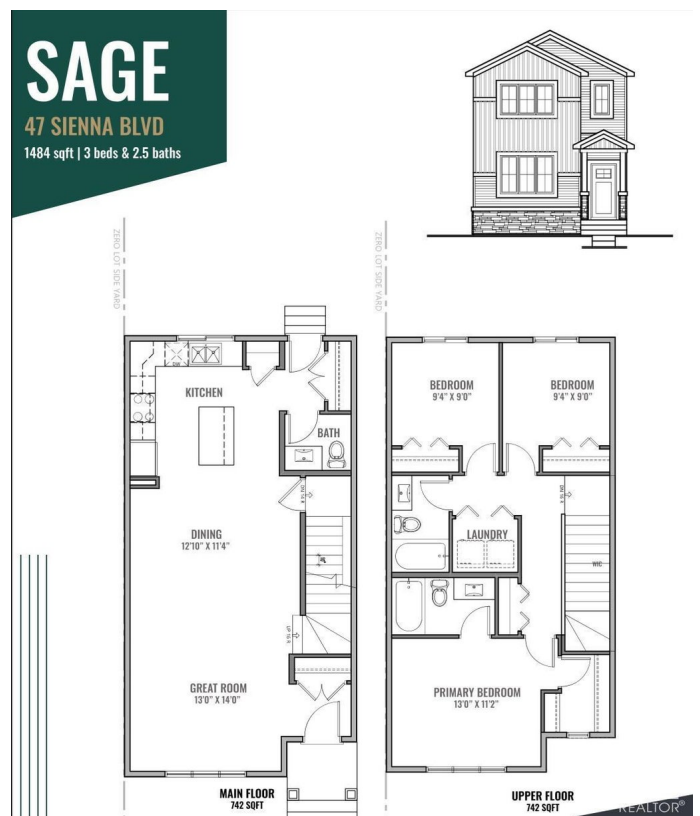 SAGE
47 SIENNA BLVD
1484 sqft | 3 beds & 2.5 baths
ZERO LOT SIDE YARD
ZERO LOT SIDE YARD
KITCHEN
DW
BATH
DINING
12'10" X 11'4"
GREAT ROOM
13'0" X 14'0"
MAIN FLOOR
742 SQFT
BEDROOM
9'4" X 9'0"
BEDROOM
9'4" X 9'0"
LAUNDRY
WIC
PRIMARY BEDROOM
13'0" X 11'2"
UPPER FLOOR
742 SQFT
REALTOR®